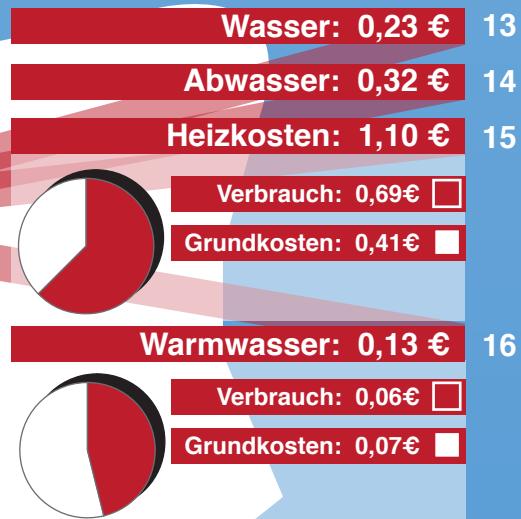 Wasser: 0,23 € 13
Abwasser: 0,32 € 14
Heizkosten: 1,10 € 15
Verbrauch: 0,69€
Grundkosten: 0,41€
Warmwasser: 0,13 € 16
Verbrauch: 0,06€
Grundkosten: 0,07€